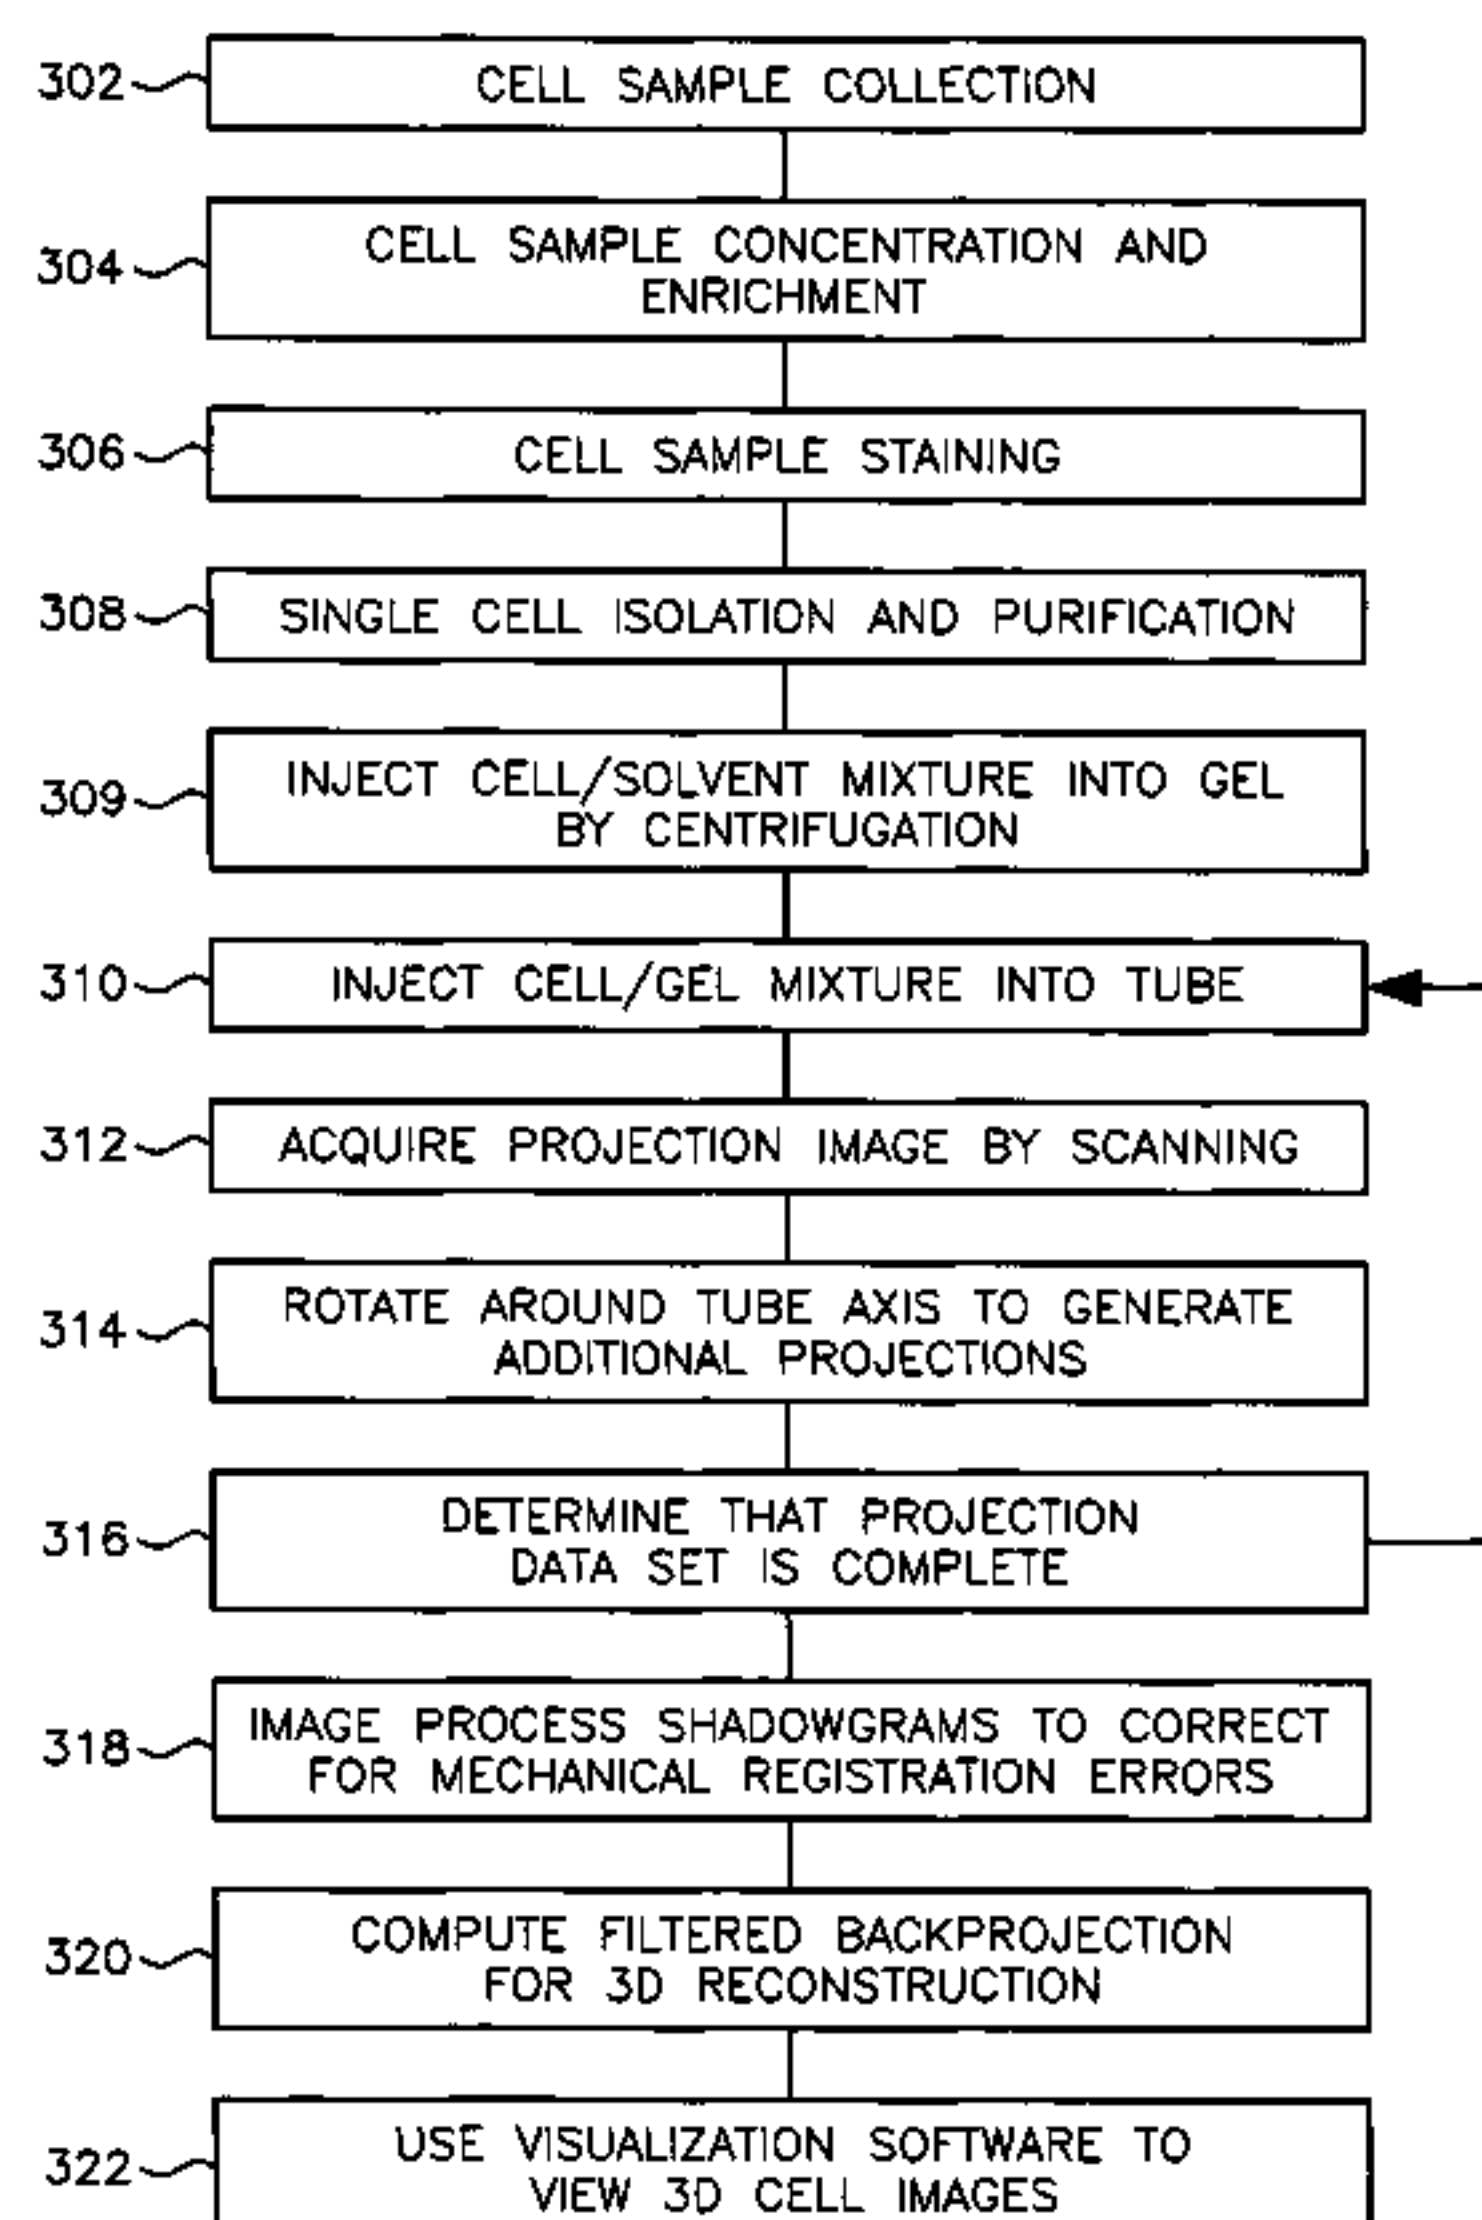 302
CELL SAMPLE COLLECTION
304
CELL SAMPLE CONCENTRATION AND
ENRICHMENT
306
CELL SAMPLE STAINING
308
SINGLE CELL ISOLATION AND PURIFICATION
309
INJECT CELL/SOLVENT MIXTURE INTO GEL
BY CENTRIFUGATION
310
INJECT CELL/GEL MIXTURE INTO TUBE
312
ACQUIRE PROJECTION IMAGE BY SCANNING
314
ROTATE AROUND TUBE AXIS TO GENERATE
ADDITIONAL PROJECTIONS
316
DETERMINE THAT PROJECTION
DATA SET IS COMPLETE
318
IMAGE PROCESS SHADOWGRAMS TO CORRECT
FOR MECHANICAL REGISTRATION ERRORS
320
COMPUTE FILTERED BACKPROJECTION
FOR 3D RECONSTRUCTION
322
USE VISUALIZATION SOFTWARE TO
VIEW 3D CELL IMAGES